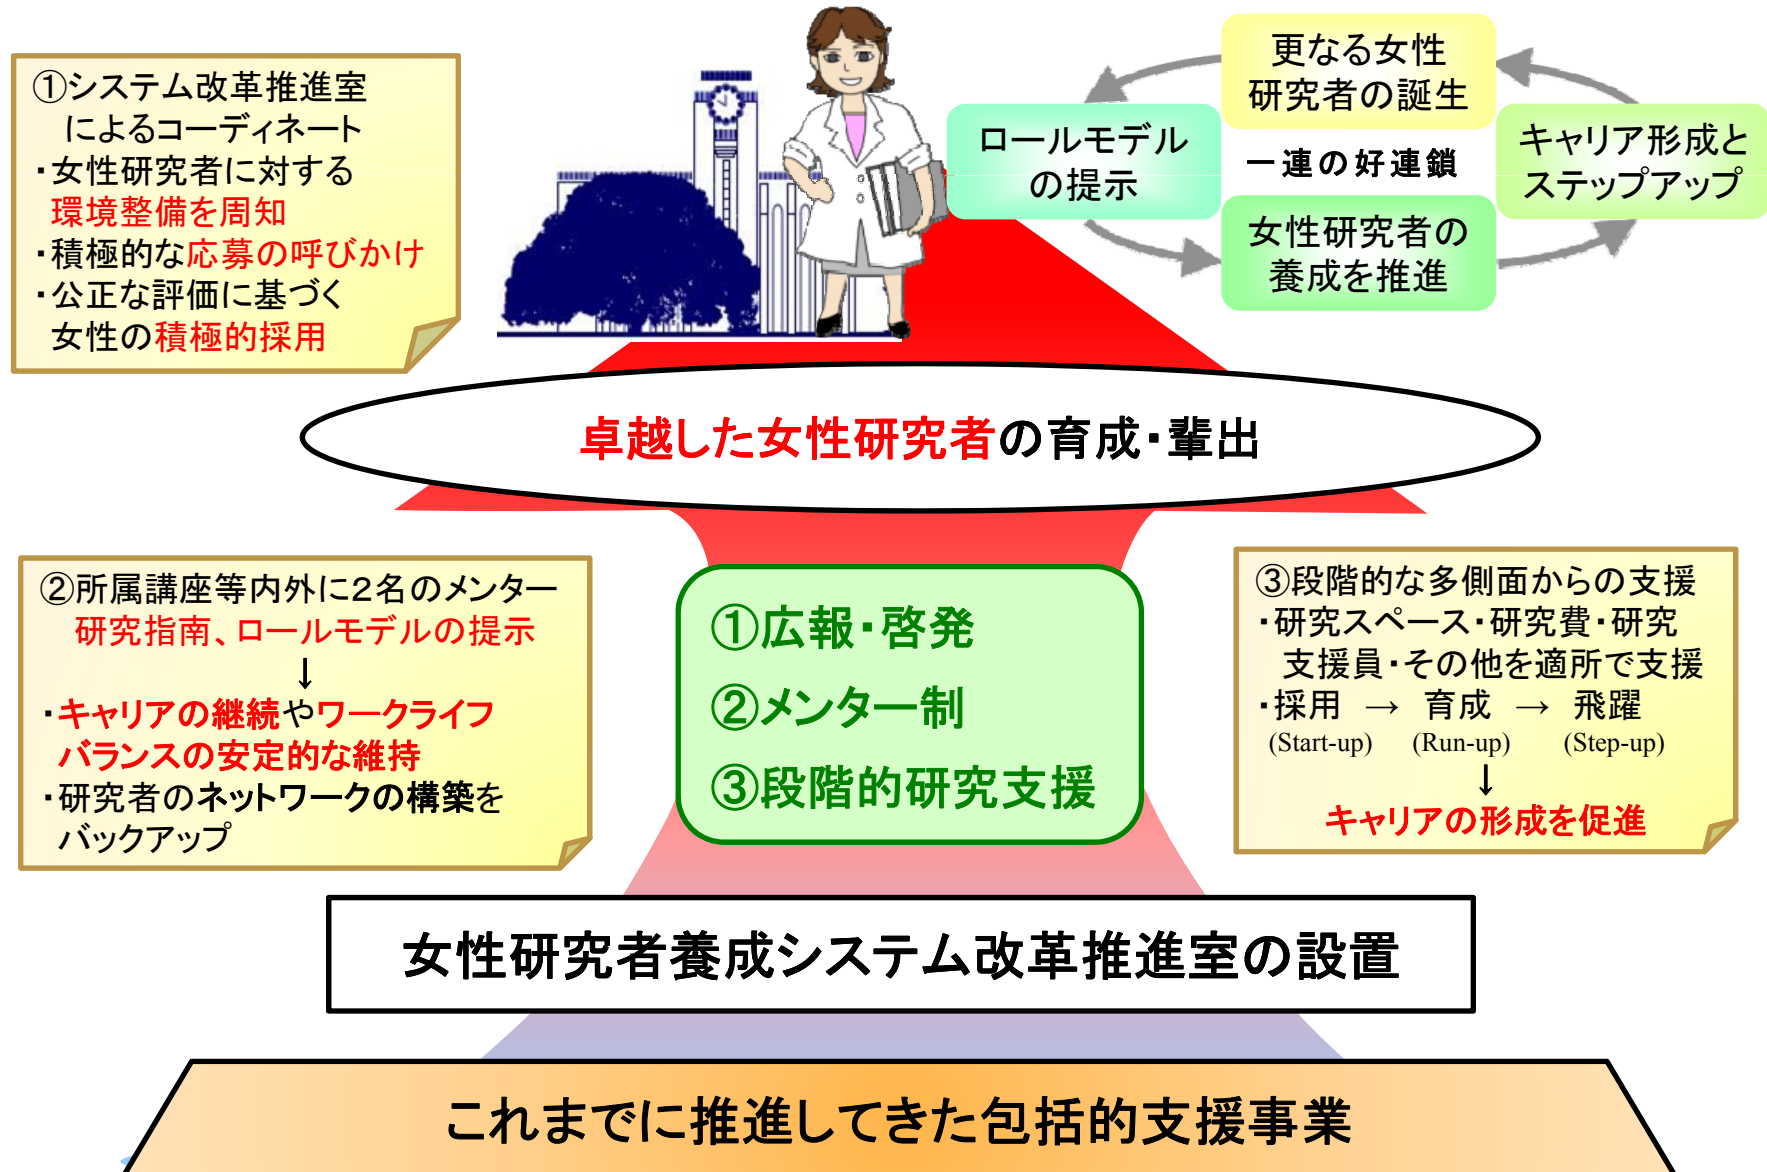 ①システム改革推進室
によるコーディネート
・女性研究者に対する
環境整備を周知
・積極的な応募の呼びかけ
・公正な評価に基づく
女性の積極的採用
更なる女性
研究者の誕生
ロールモデル
の提示
一連の好連鎖
キャリア形成と
ステップアップ
女性研究者の
養成を推進
卓越した女性研究者の育成・輩出
②所属講座等内外に２名のメンター
研究指南、ロールモデルの提示
↓
・キャリアの継続やワークライフ
バランスの安定的な維持
・研究者のネットワークの構築を
バックアップ
①広報・啓発
②メンター制
③段階的研究支援
③段階的な多側面からの支援
・研究スペース・研究費・研究
支援員・その他を適所で支援
・採用 → 育成 → 飛躍
(Start-up) (Run-up) (Step-up)
↓
キャリアの形成を促進
女性研究者養成システム改革推進室の設置
これまでに推進してきた包括的支援事業